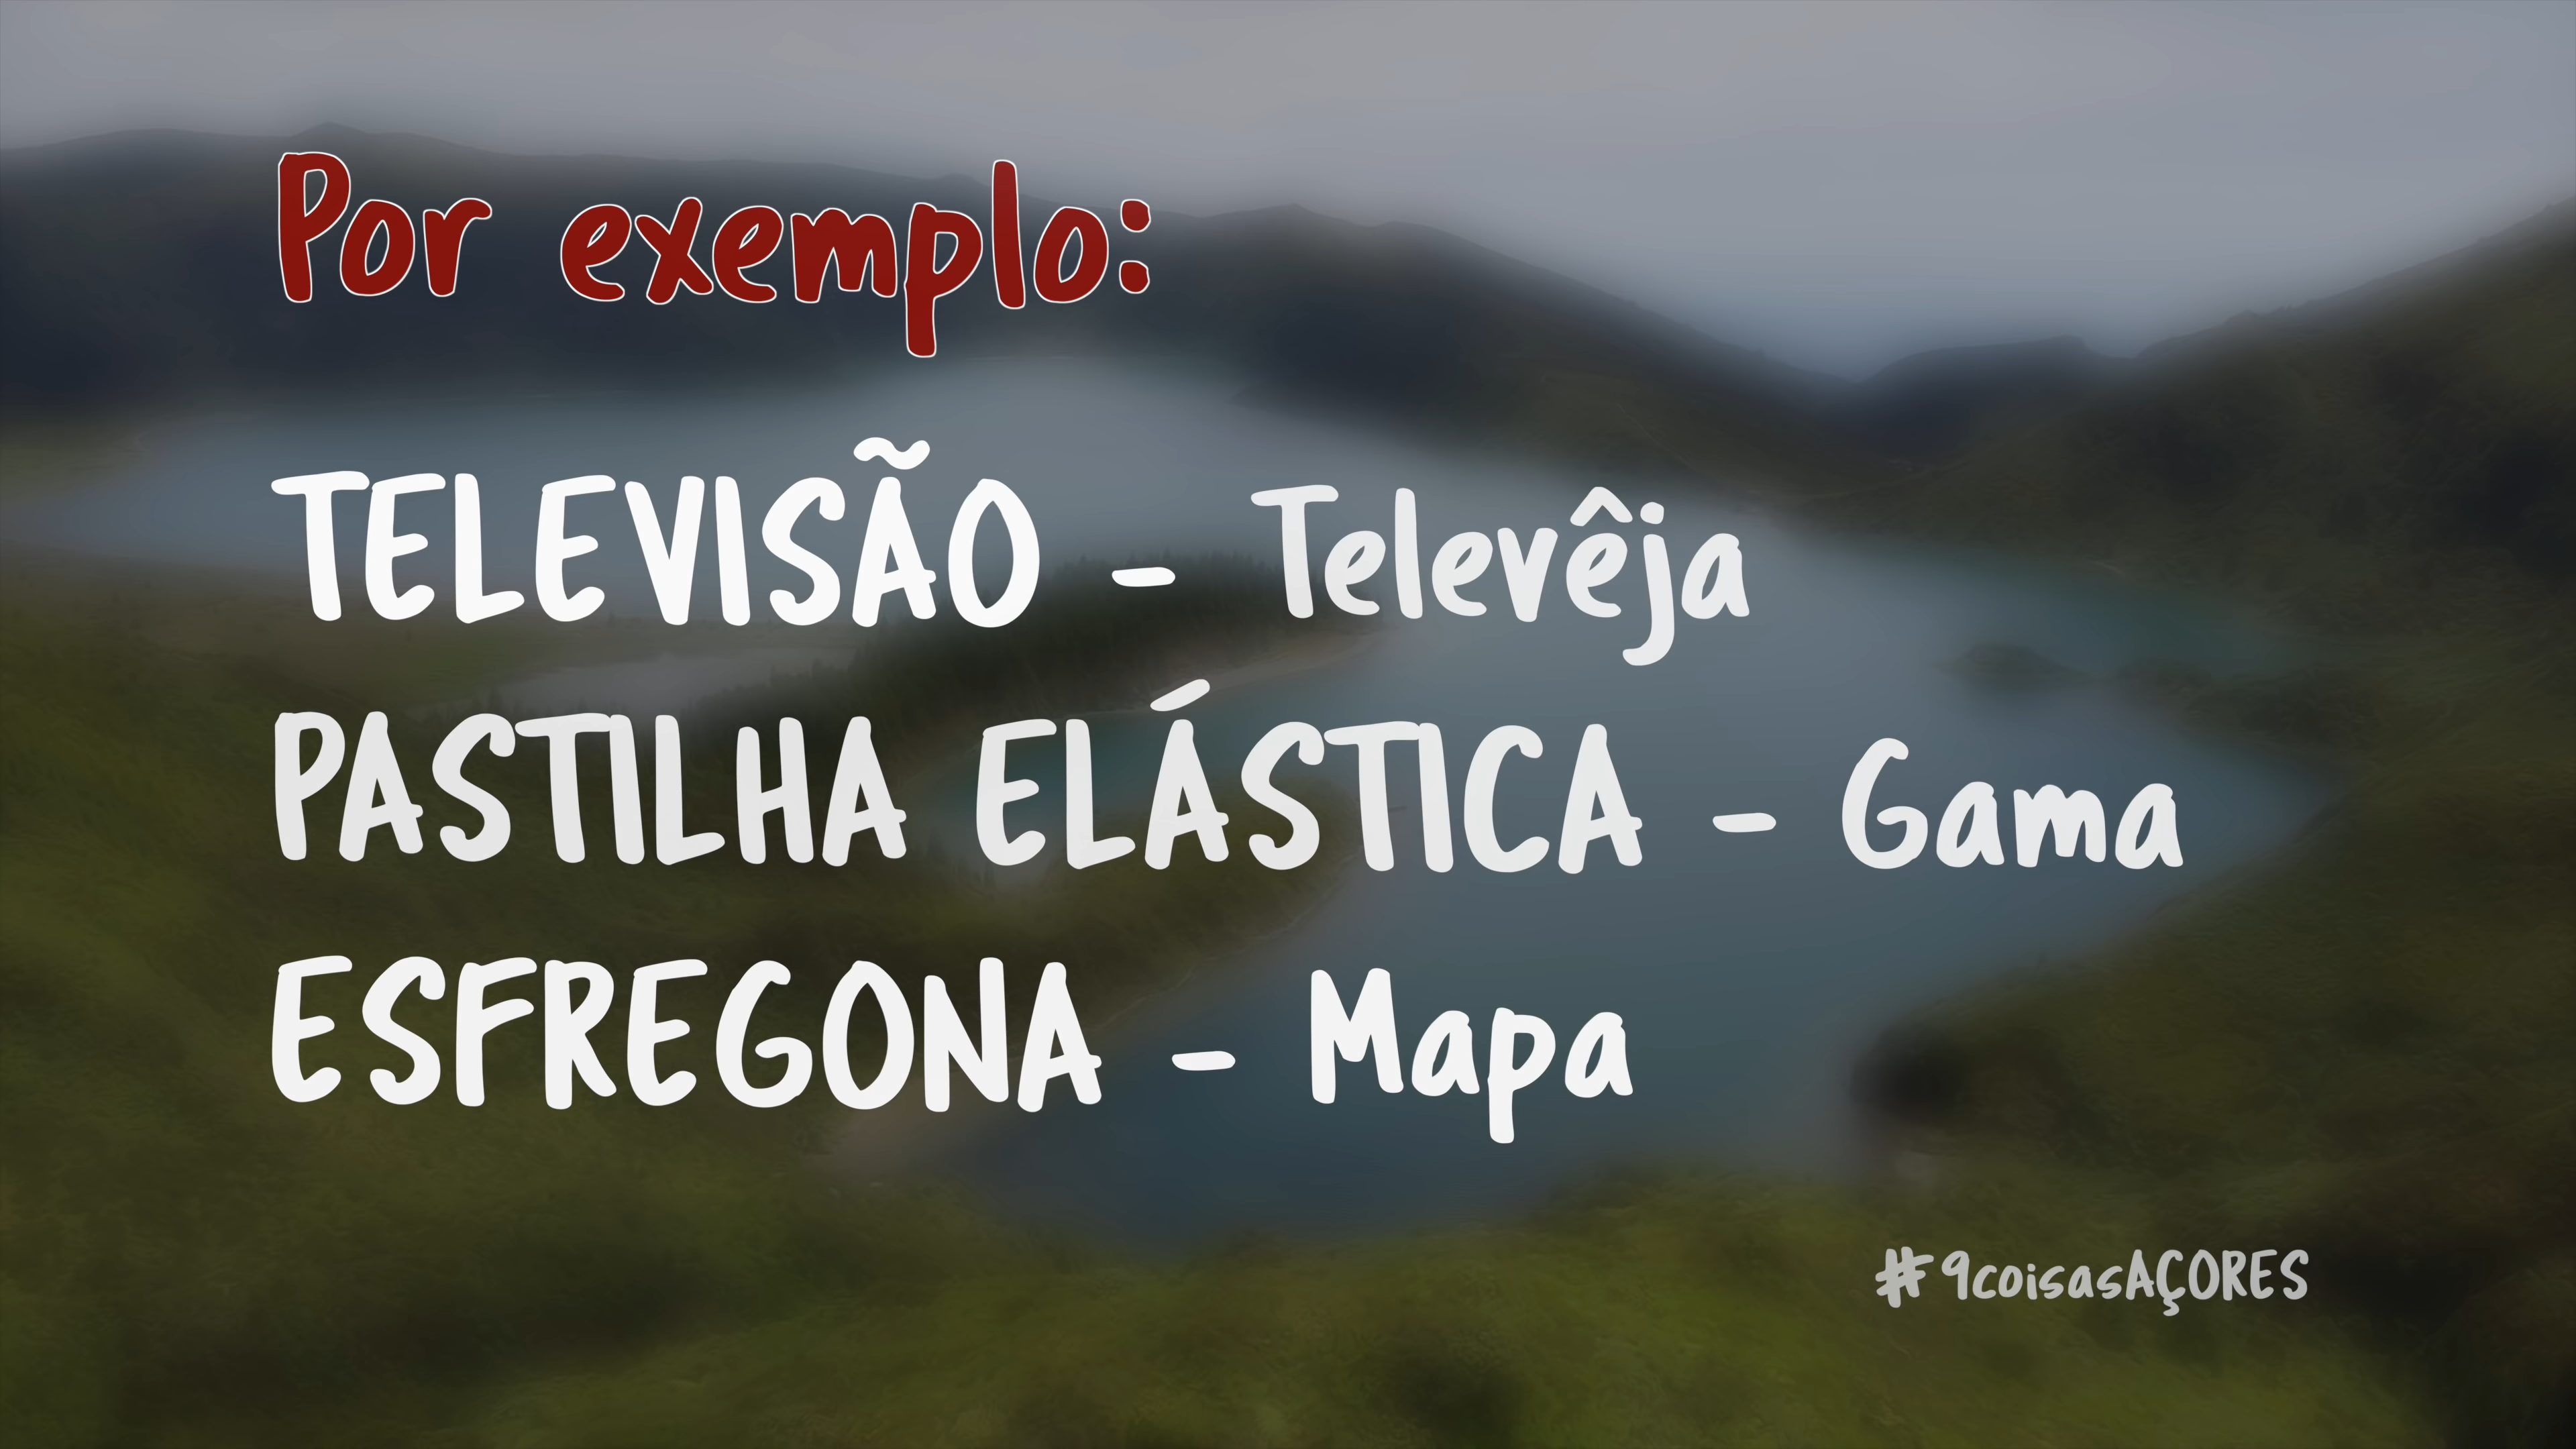 Por exemplo:
TELEVISÃO - Televêja
PASTILHA ELÁSTICA - Gama
ESFREGONA - Mapa
#9coisasAÇORES